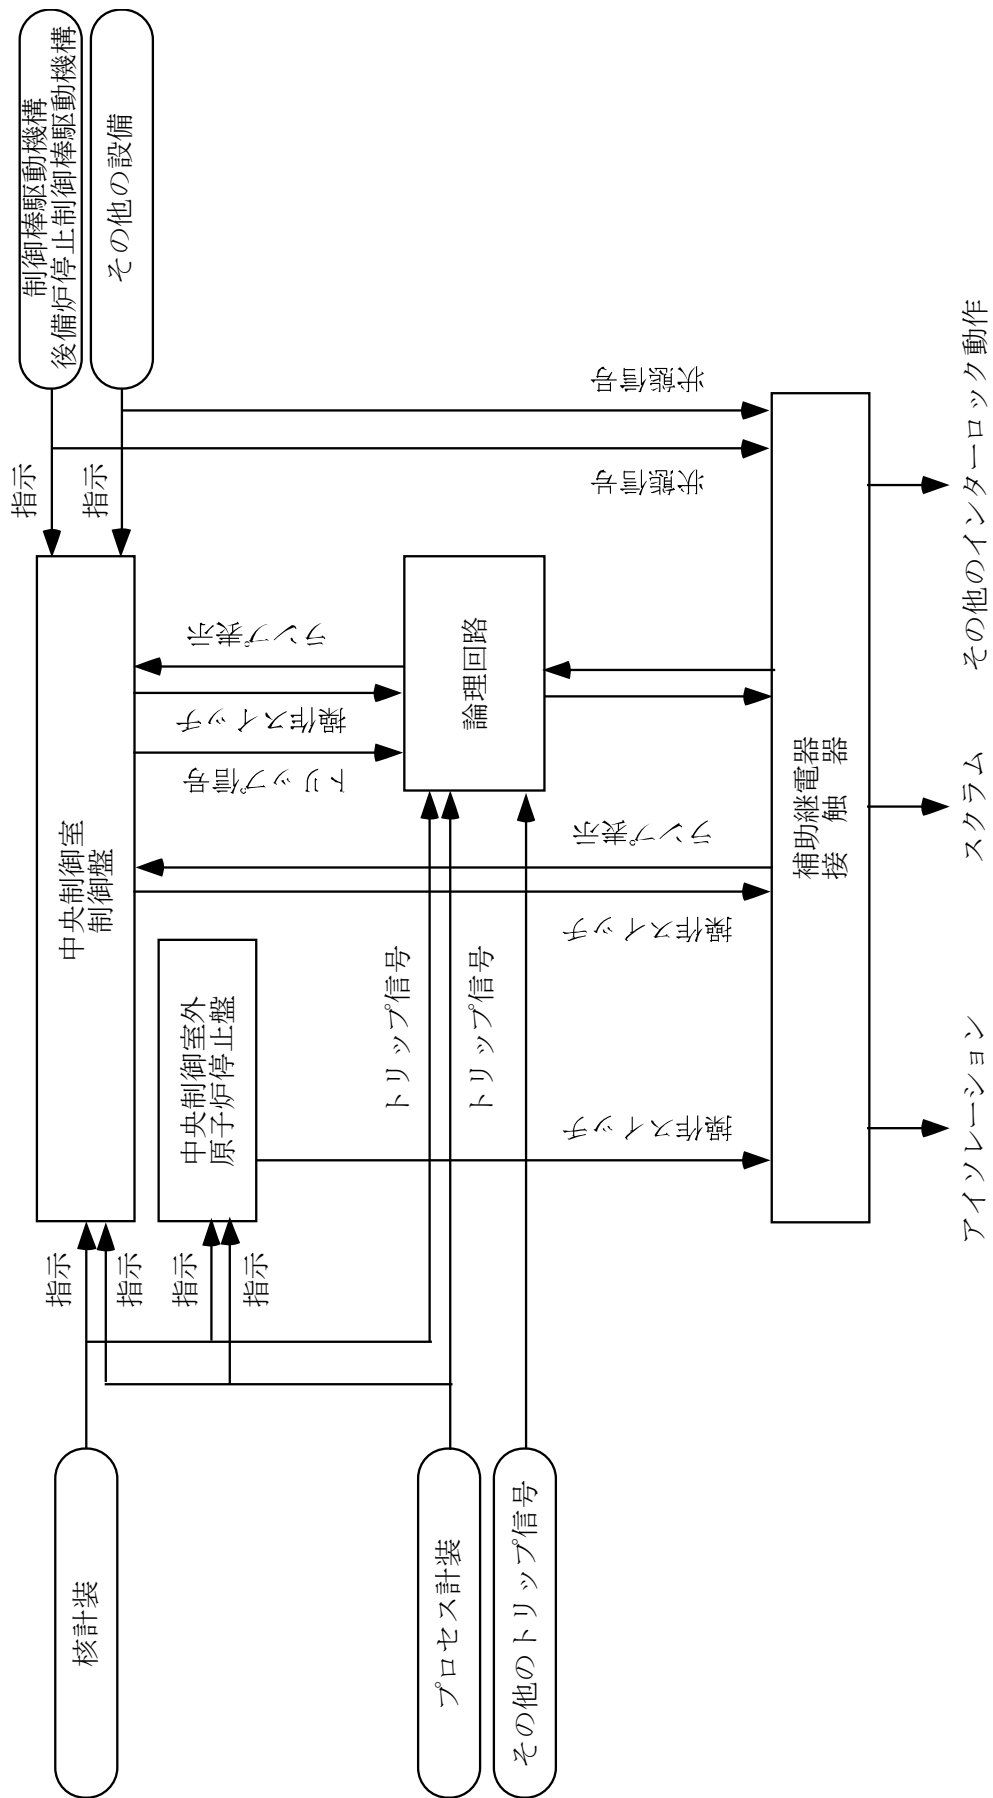 制御棒駆動機構
後備炉停止制御棒駆動機構
その他の設備
指示
指示
状態信号
状態信号
中央制御室
制御盤
ランプ表示
操作スイッチ
トリップ信号
論理回路
ランプ表示
操作スイッチ
補助継電器
接触器
その他のインターロック動作
スクラム
アイソレーション
中央制御室外
原子炉停止盤
トリップ信号
トリップ信号
操作スイッチ
指示
指示
指示
指示
核計装
プロセス計装
その他のトリップ信号